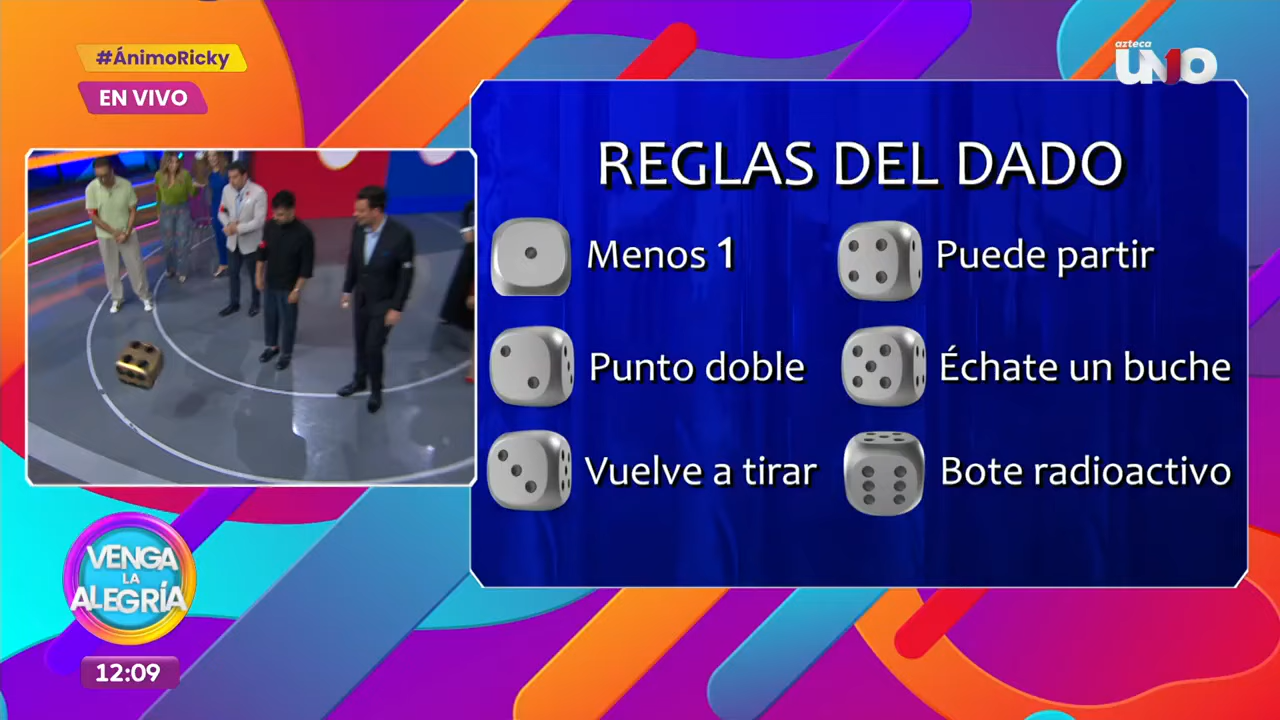 #ÁnimoRicky
EN VIVO
azteca
UN1O
REGLAS DEL DADO
Menos 1
Puede partir
Punto doble
Échate un buche
Vuelve a tirar
Bote radioactivo
VENGA
LA
ALEGRÍA
12:09